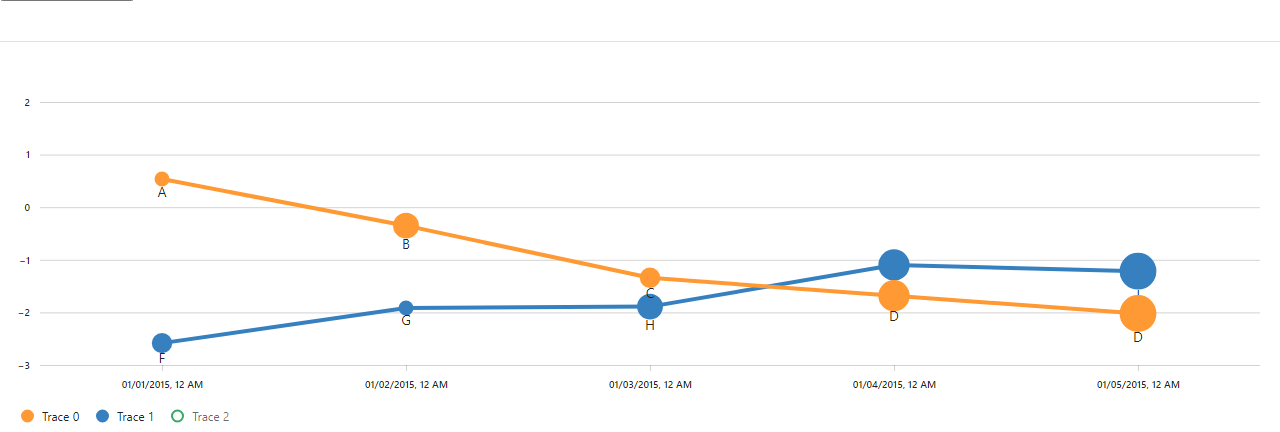 2
1
0
−1
−2
−3
A
B
C
D
D
F
G
H
01/01/2015, 12 AM
01/02/2015, 12 AM
01/03/2015, 12 AM
01/04/2015, 12 AM
01/05/2015, 12 AM
Trace 0
Trace 1
Trace 2